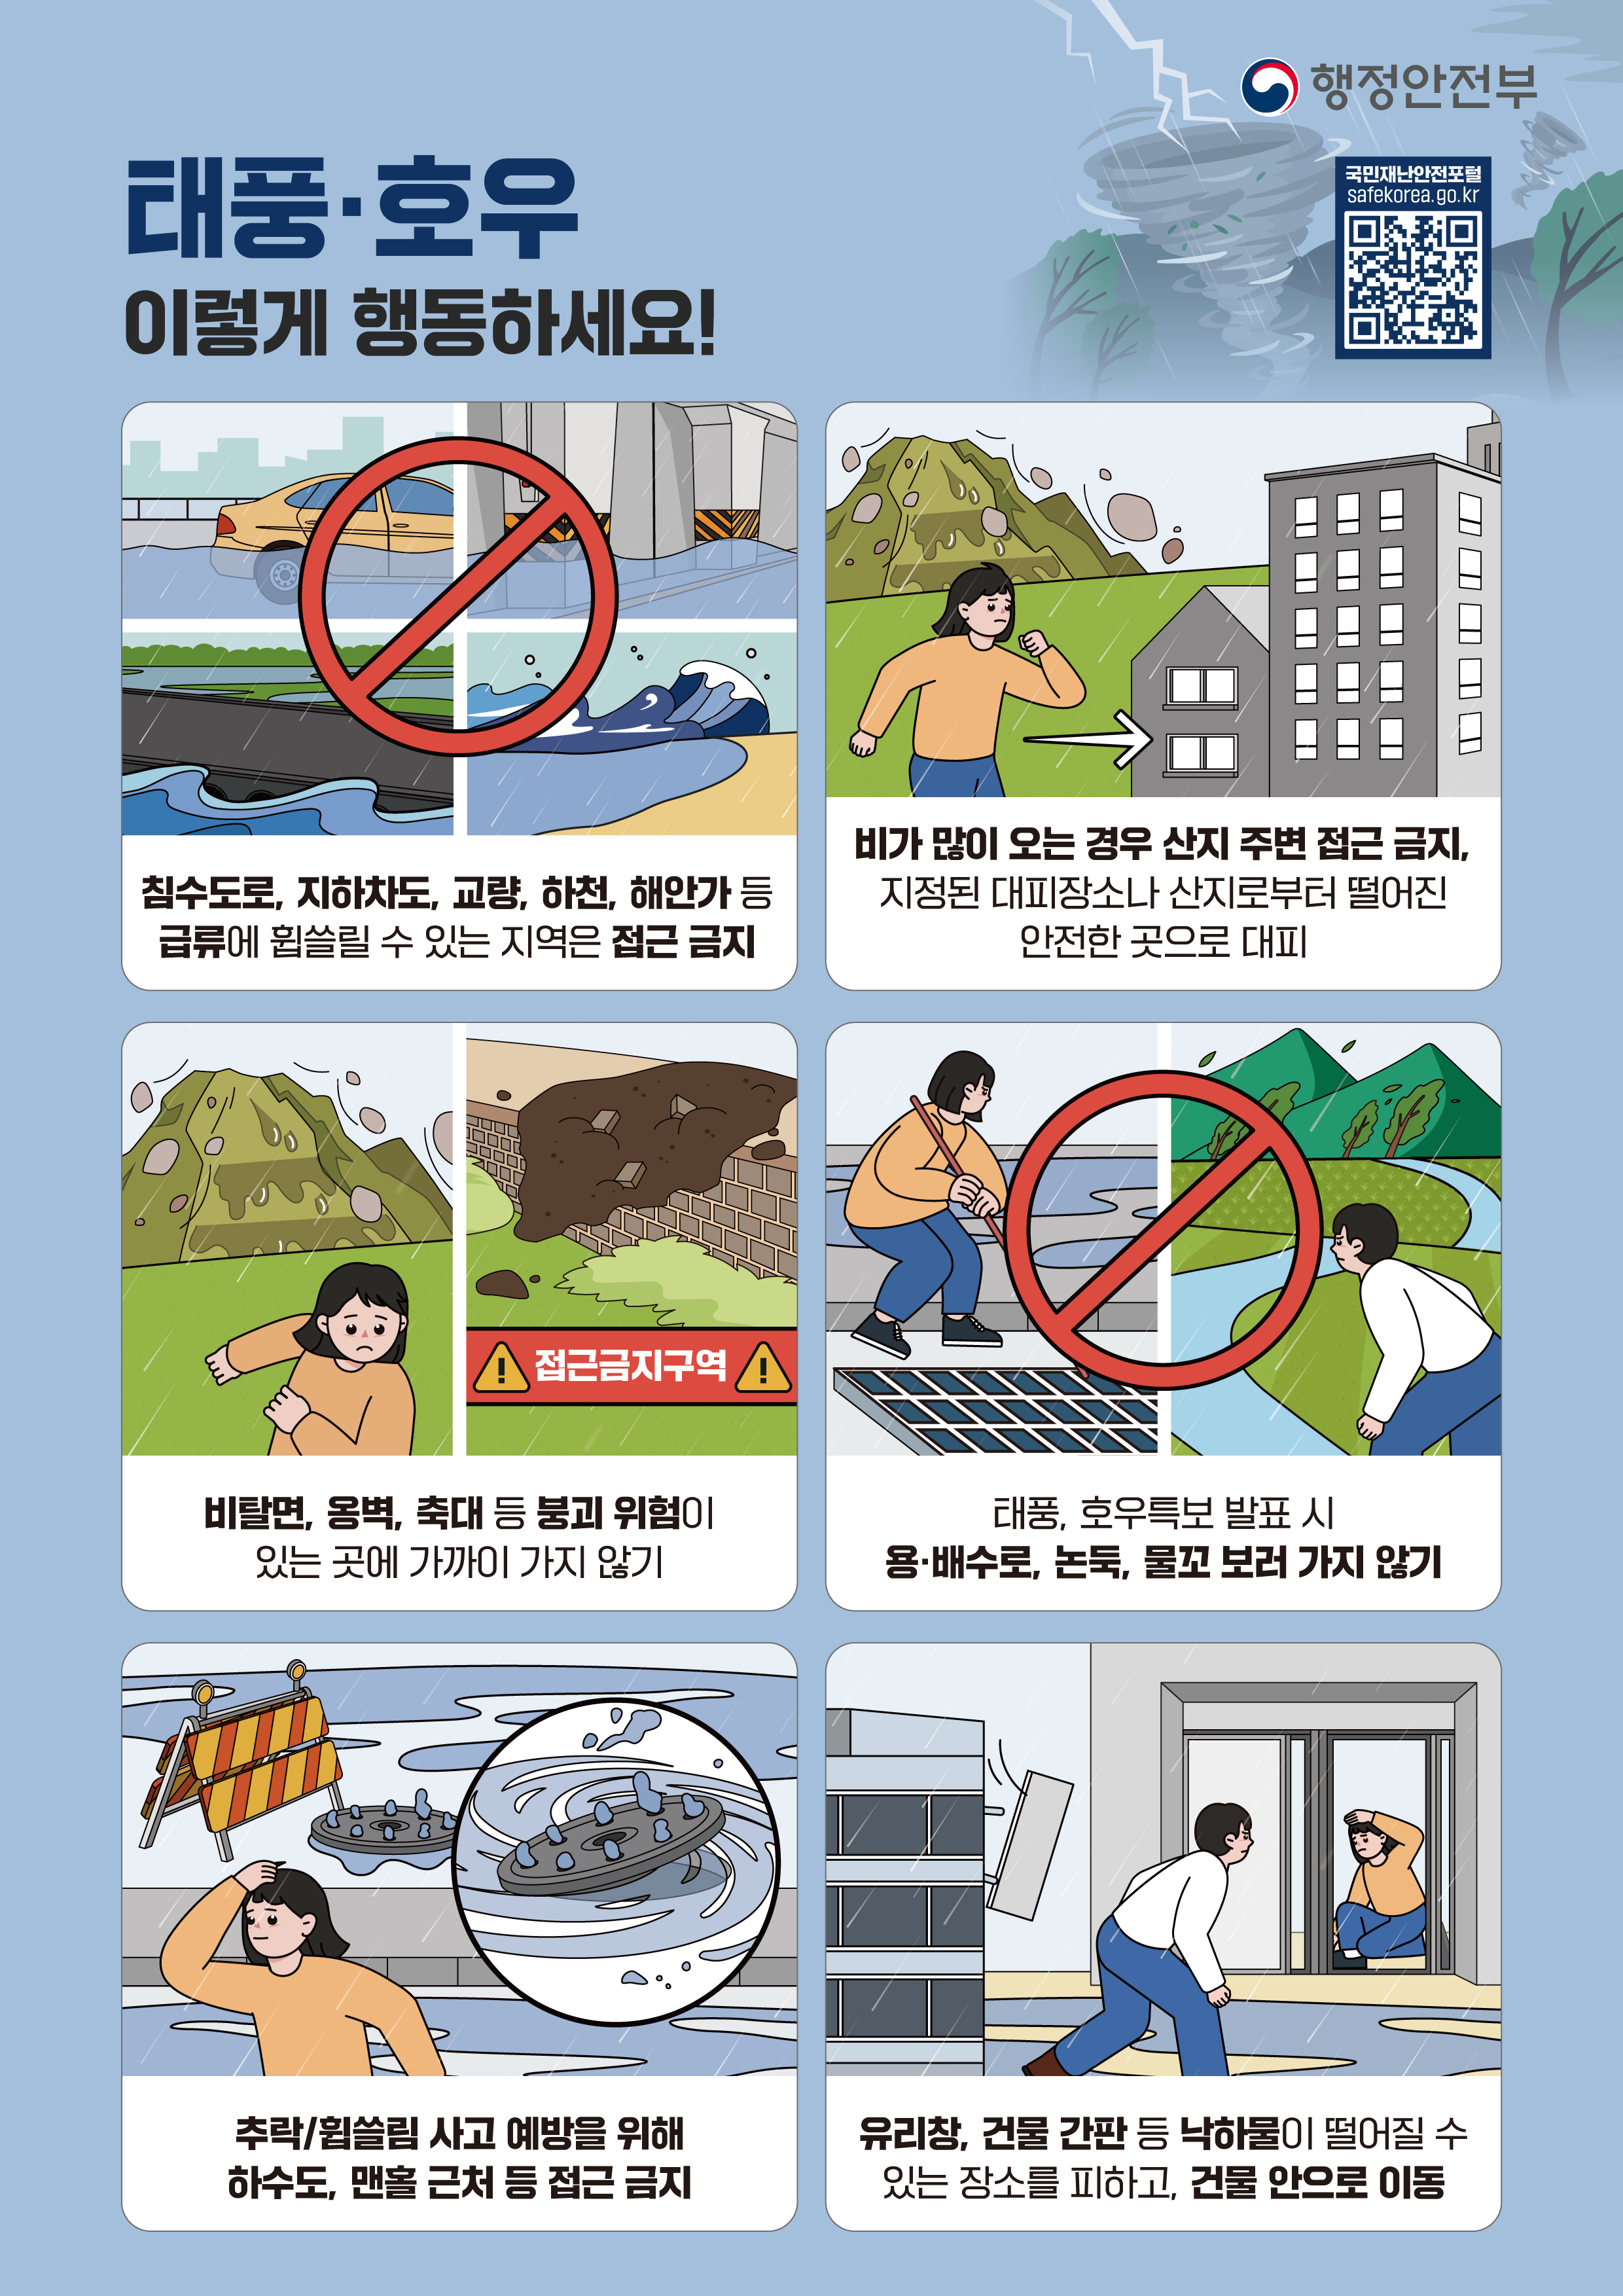 행정안전부
국민재난안전포털
safekorea.go.kr
태풍·호우
이렇게 행동하세요!
침수도로, 지하차도, 교량, 하천, 해안가 등
급류에 휩쓸릴 수 있는 지역은 접근 금지
비가 많이 오는 경우 산지 주변 접근 금지,
지정된 대피장소나 산지로부터 떨어진
안전한 곳으로 대피
접근금지구역
비탈면, 옹벽, 축대 등 붕괴 위험이
있는 곳에 가까이 가지 않기
태풍, 호우특보 발표 시
용·배수로, 논둑, 물꼬 보러 가지 않기
추락/휩쓸림 사고 예방을 위해
하수도, 맨홀 근처 등 접근 금지
유리창, 건물 간판 등 낙하물이 떨어질 수
있는 장소를 피하고, 건물 안으로 이동